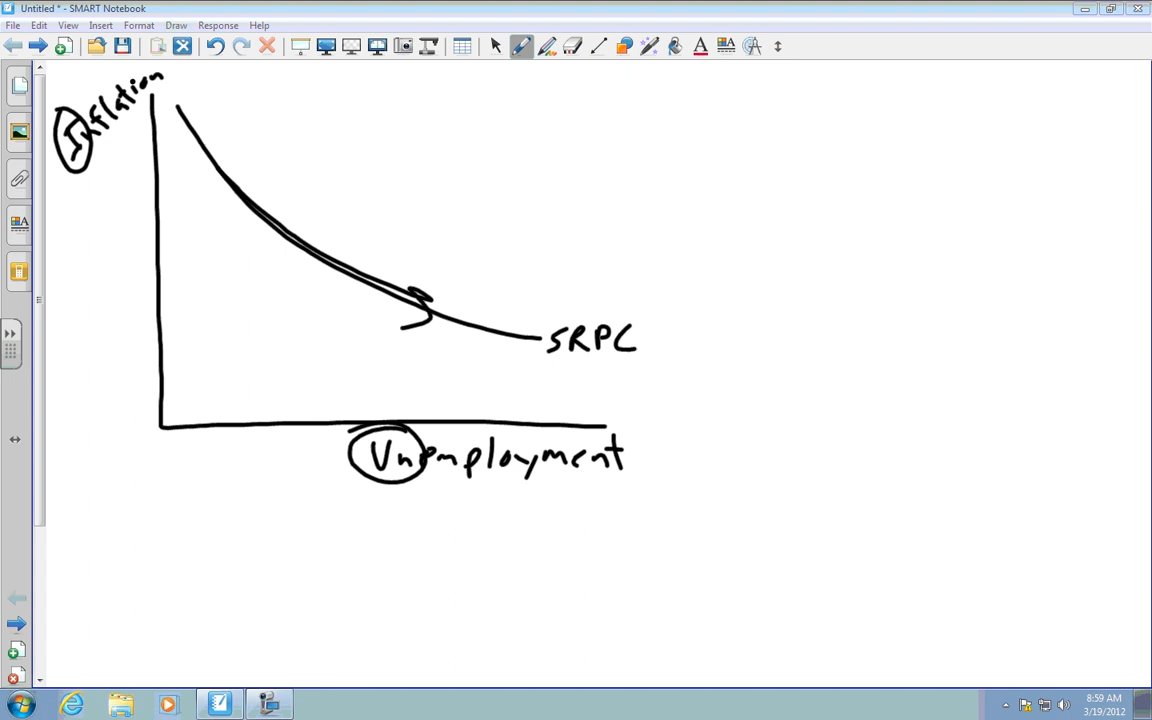 Untitled * - SMART Notebook
File Edit View Insert Format Draw Response Help
Inflation
SRPC
Unemployment
8:59 AM
3/19/2012